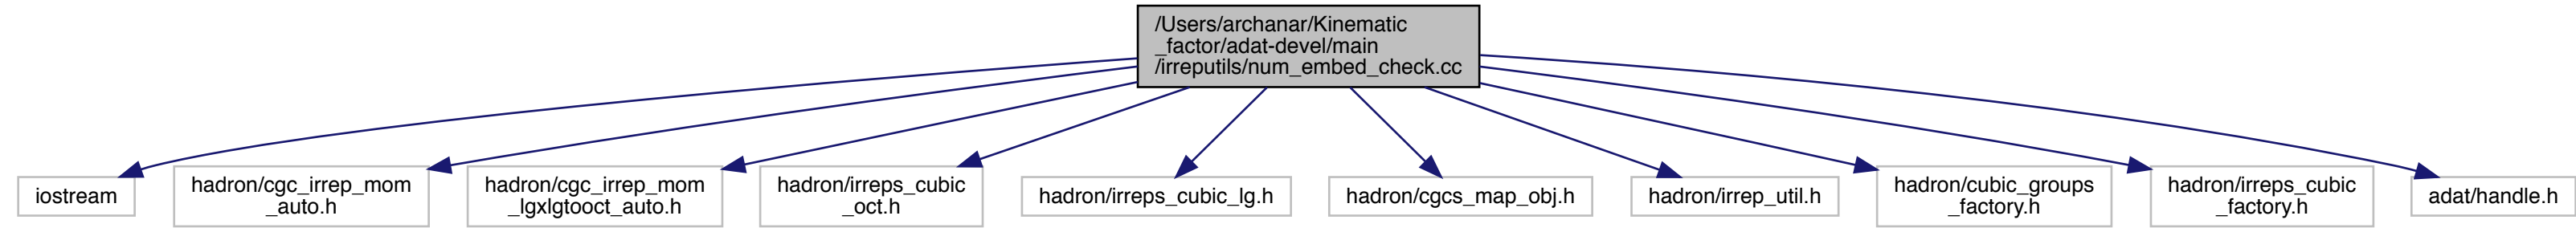 /Users/archanar/Kinematic
_factor/adat-devel/main
/irreputils/num_embed_check.cc
iostream
hadron/cgc_irrep_mom
_auto.h
hadron/cgc_irrep_mom
_lgxlgtooct_auto.h
hadron/irreps_cubic
_oct.h
hadron/irreps_cubic_lg.h
hadron/cgcs_map_obj.h
hadron/irrep_util.h
hadron/cubic_groups
_factory.h
hadron/irreps_cubic
_factory.h
adat/handle.h